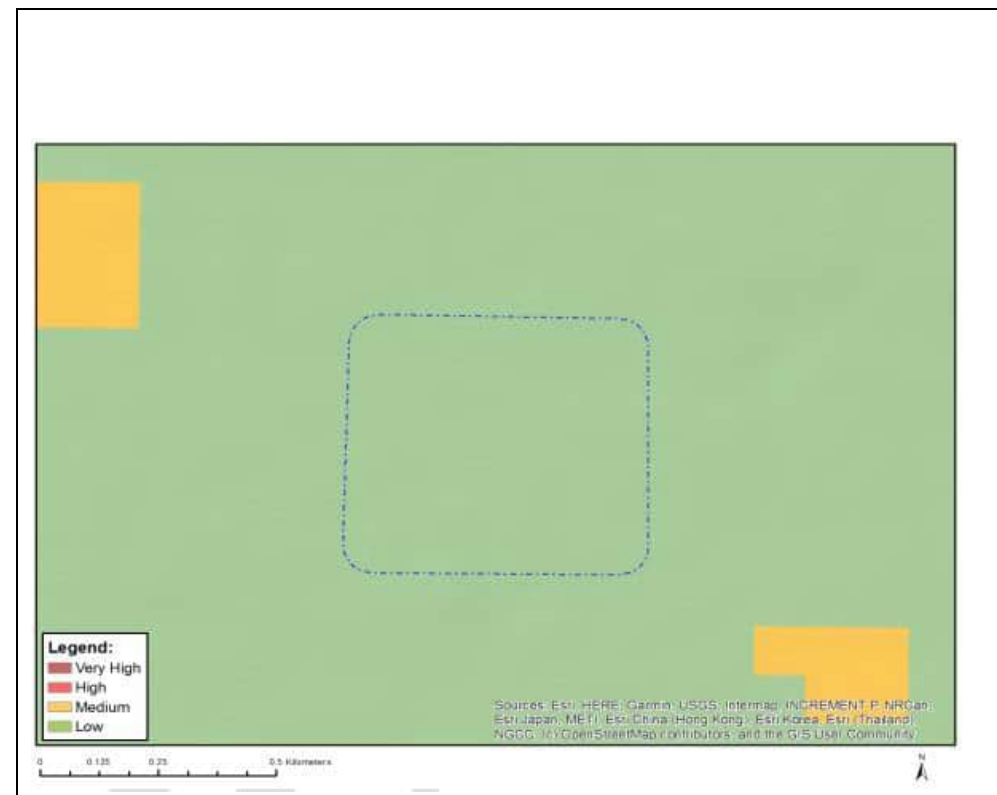 Legend:
Very High
High
Medium
Low
Sources: Esri, HERE, Garmin, USGS, Intermap, INCREMENT P, NRCan,
Esri Japan, METI, Esri China (Hong Kong), Esri Korea, Esri (Thailand),
NGCC, (c) OpenStreetMap contributors, and the GIS User Community
0 0.125 0.25 0.5 Kilometers
N